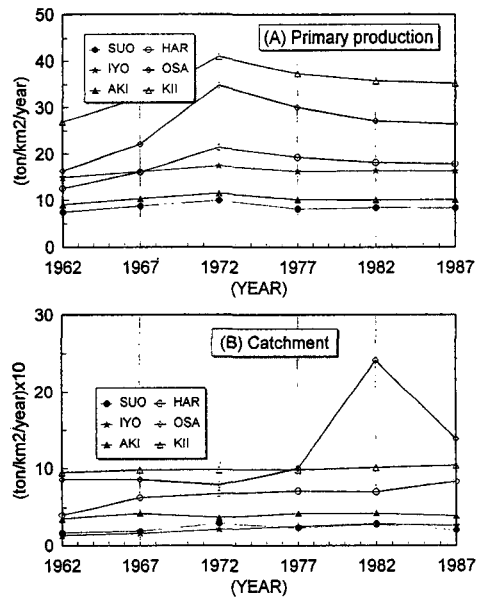 (A) Primary production
(ton/km2/year)
50
40
30
20
10
0
SUO HAR
IYO OSA
AKI KII
1962 1967 1972 1977 1982 1987
(YEAR)
(B) Catchment
(ton/km2/year)x10
30
20
10
0
SUO HAR
IYO OSA
AKI KII
1962 1967 1972 1977 1982 1987
(YEAR)